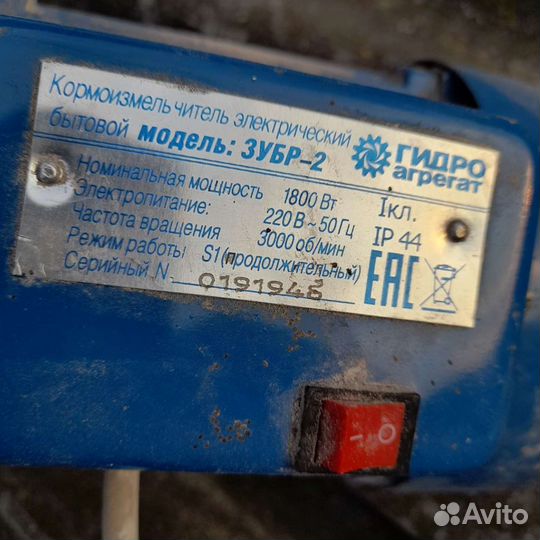 Кормоизмельчитель электрический
бытовой модель: ЗУБР-2
ГИДРО
агрегат
Номинальная мощность 1800 Вт
Электропитание: 220 В ~ 50 Гц
Частота вращения 3000 об/мин
Режим работы S1 (продолжительный)
Серийный N 0191946
Iкл.
IP 44
EAC
– O
Avito